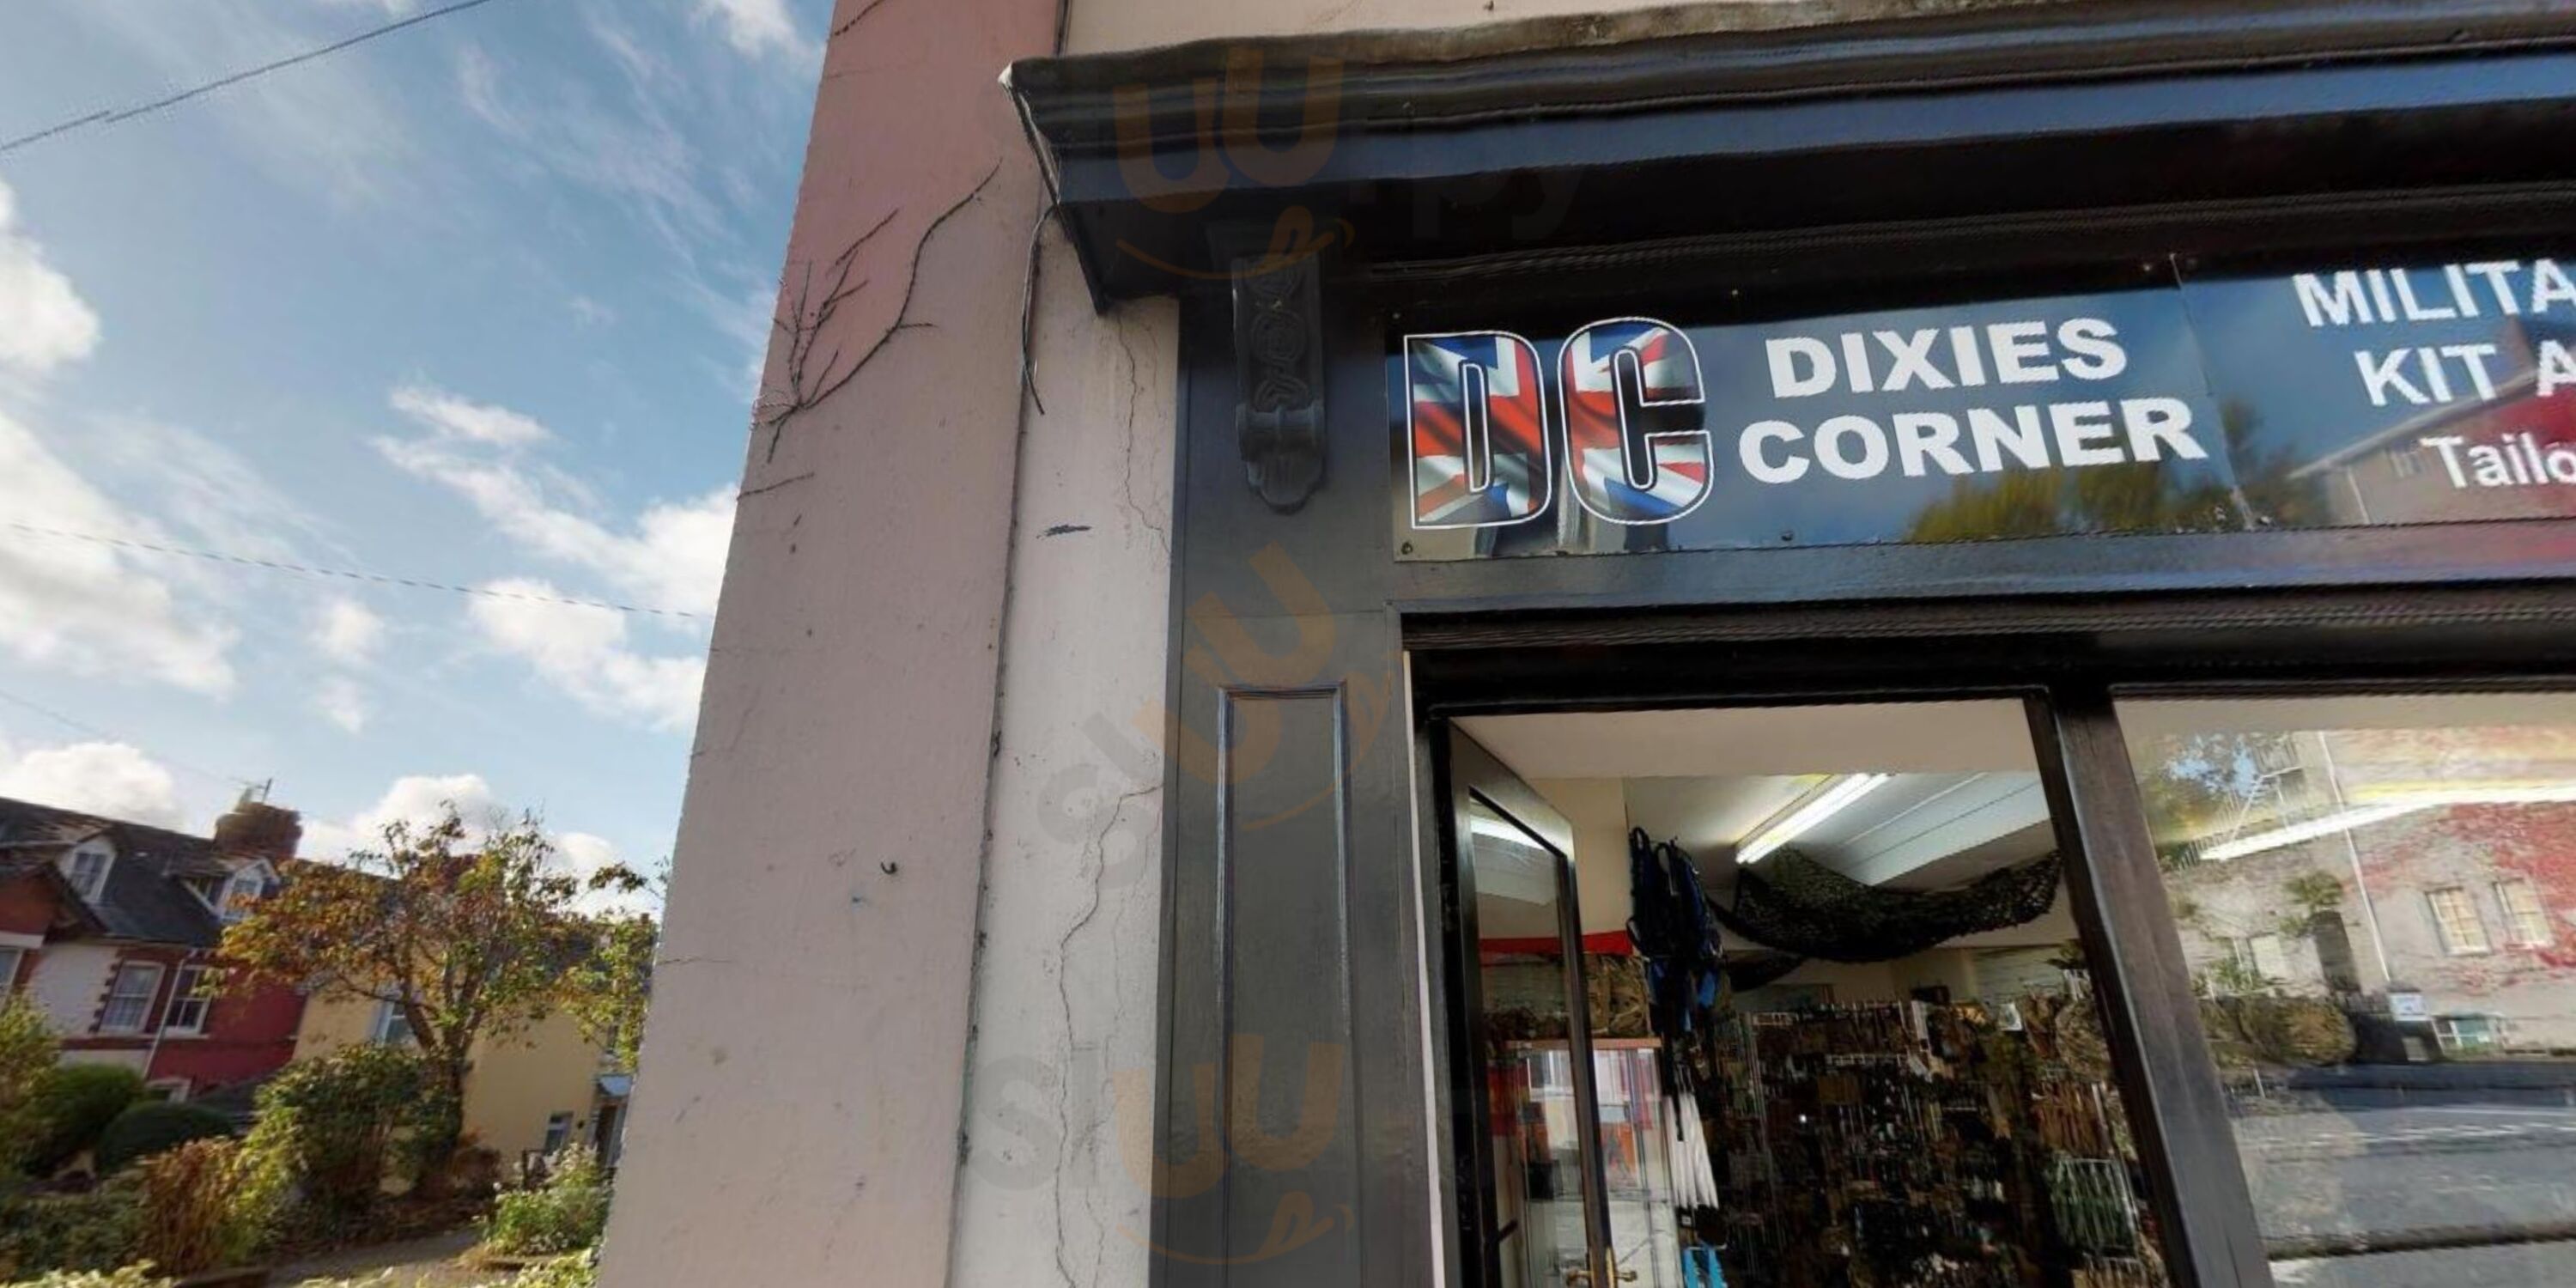 DC
DIXIES
CORNER
MILITA
KIT A
Tailo